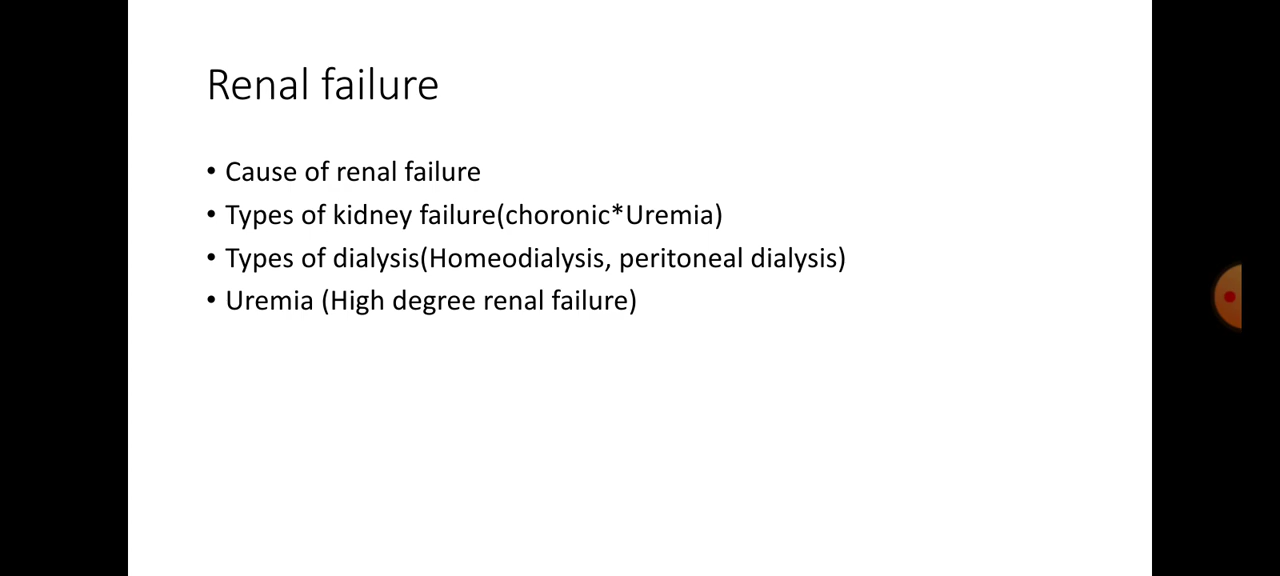 Renal failure
• Cause of renal failure
• Types of kidney failure(choronic*Uremia)
• Types of dialysis(Homeodialysis, peritoneal dialysis)
• Uremia (High degree renal failure)